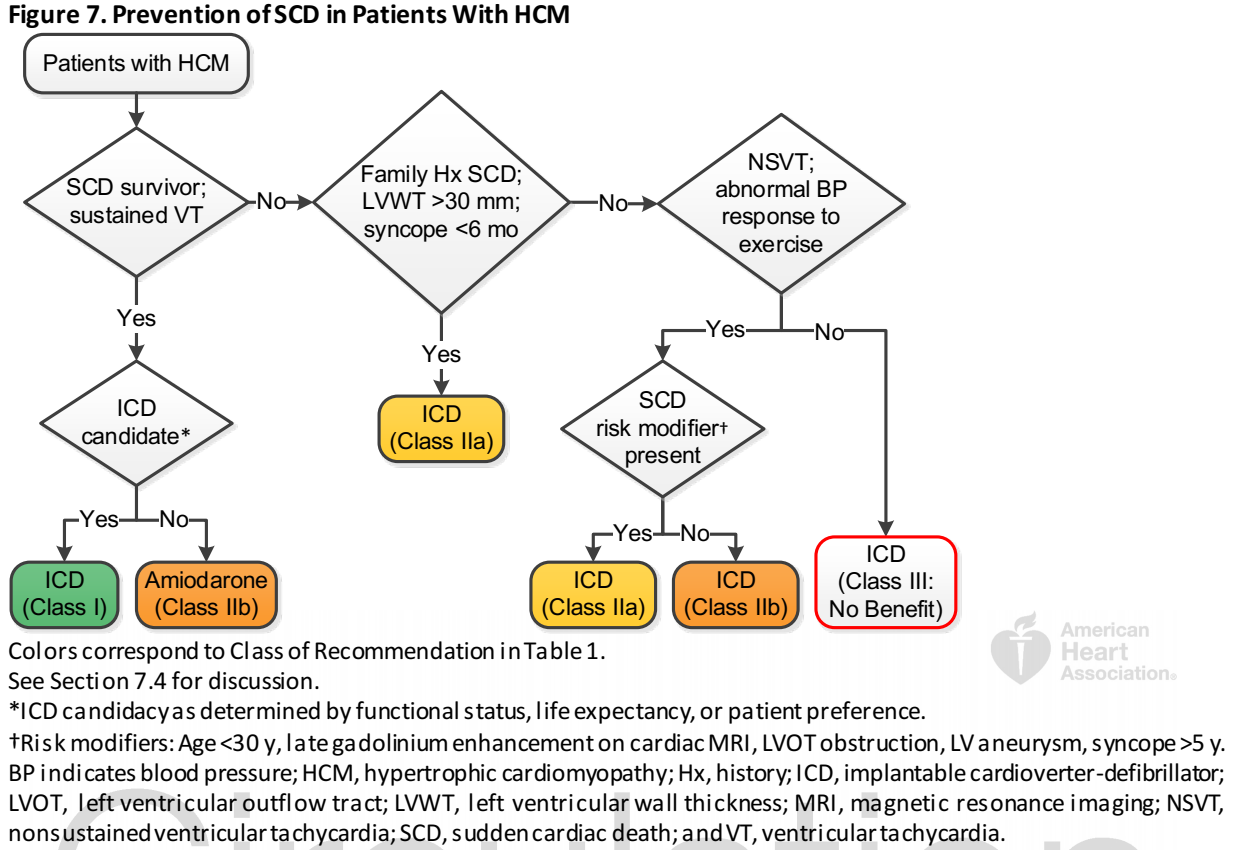 Figure 7. Prevention of SCD in Patients With HCM
Patients with HCM
SCD survivor;
sustained VT
No
Family Hx SCD;
LVWT >30 mm;
syncope <6 mo
No
NSVT;
abnormal BP
response to
exercise
Yes
ICD
candidate*
Yes
No
ICD
(Class I)
Amiodarone
(Class IIb)
Yes
ICD
(Class IIa)
Yes
No
SCD
risk modifier†
present
Yes
No
ICD
(Class IIa)
ICD
(Class IIb)
ICD
(Class III:
No Benefit)
Colors correspond to Class of Recommendation in Table 1.
See Section 7.4 for discussion.
*ICD candidacy as determined by functional status, life expectancy, or patient preference.
†Risk modifiers: Age <30 y, late gadolinium enhancement on cardiac MRI, LVOT obstruction, LV aneurysm, syncope >5 y.
BP indicates blood pressure; HCM, hypertrophic cardiomyopathy; Hx, history; ICD, implantable cardioverter-defibrillator;
LVOT, left ventricular outflow tract; LVWT, left ventricular wall thickness; MRI, magnetic resonance imaging; NSVT,
nonsustained ventricular tachycardia; SCD, sudden cardiac death; and VT, ventricular tachycardia.
American
Heart
Association®
Circulation